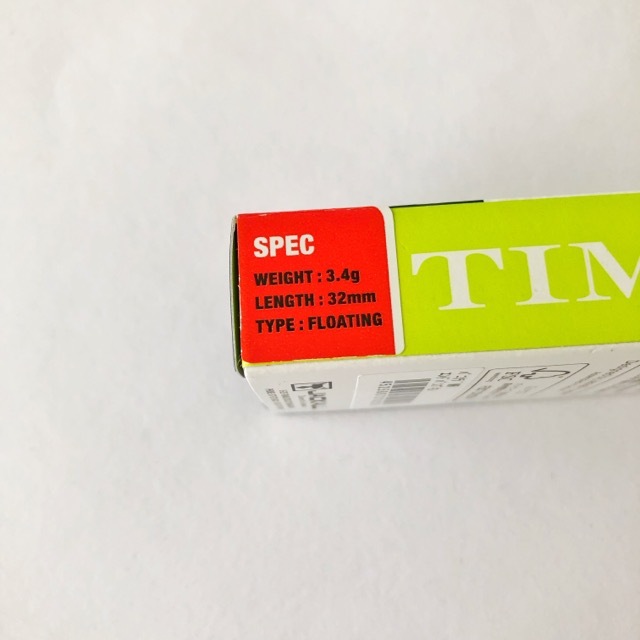 SPEC
WEIGHT : 3.4g
LENGTH : 32mm
TYPE : FLOATING
TIM